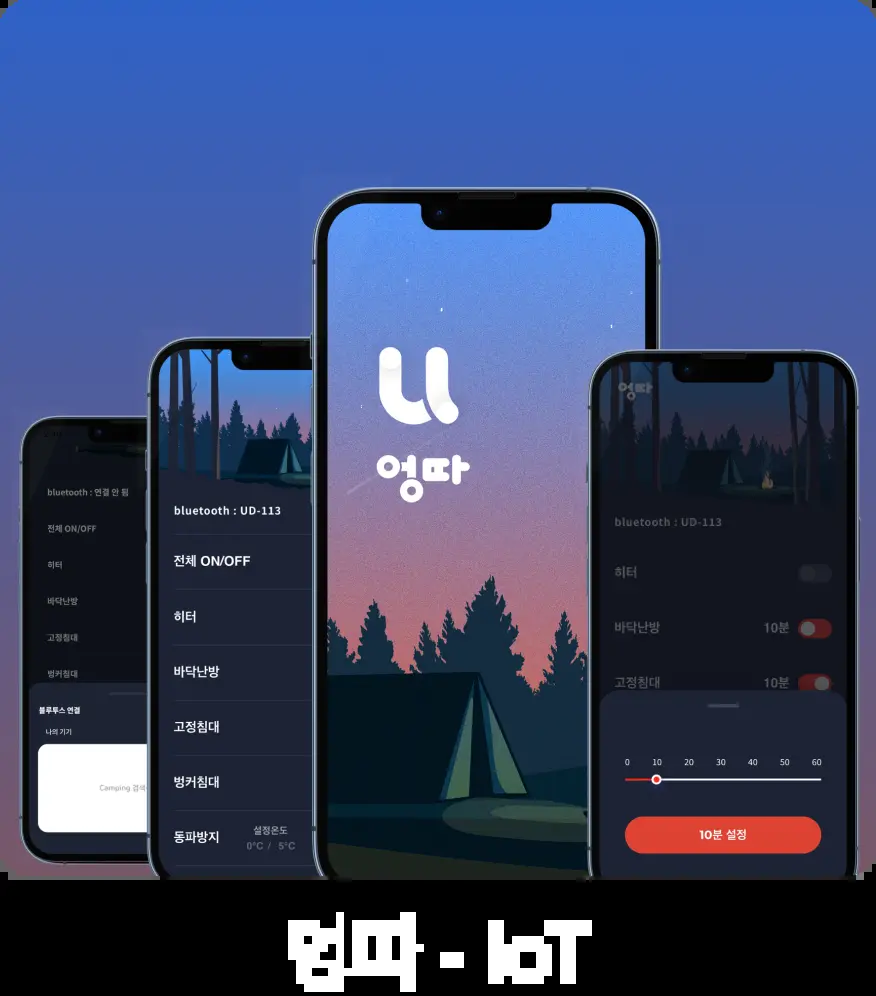 bluetooth : 연결 안 됨
전체 ON/OFF
히터
바닥난방
고정침대
벙커침대
블루투스 연결
나의 기기
Camping 검색
bluetooth : UD-113
전체 ON/OFF
히터
바닥난방
고정침대
벙커침대
동파방지
설정온도
0°C / 5°C
엉따
엉따
bluetooth : UD-113
히터
바닥난방 10분
고정침대 10분
0 10 20 30 40 50 60
10분 설정
엉따 - IoT